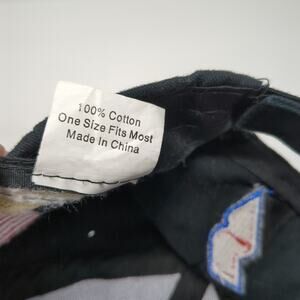 100% Cotton
One Size Fits Most
Made In China